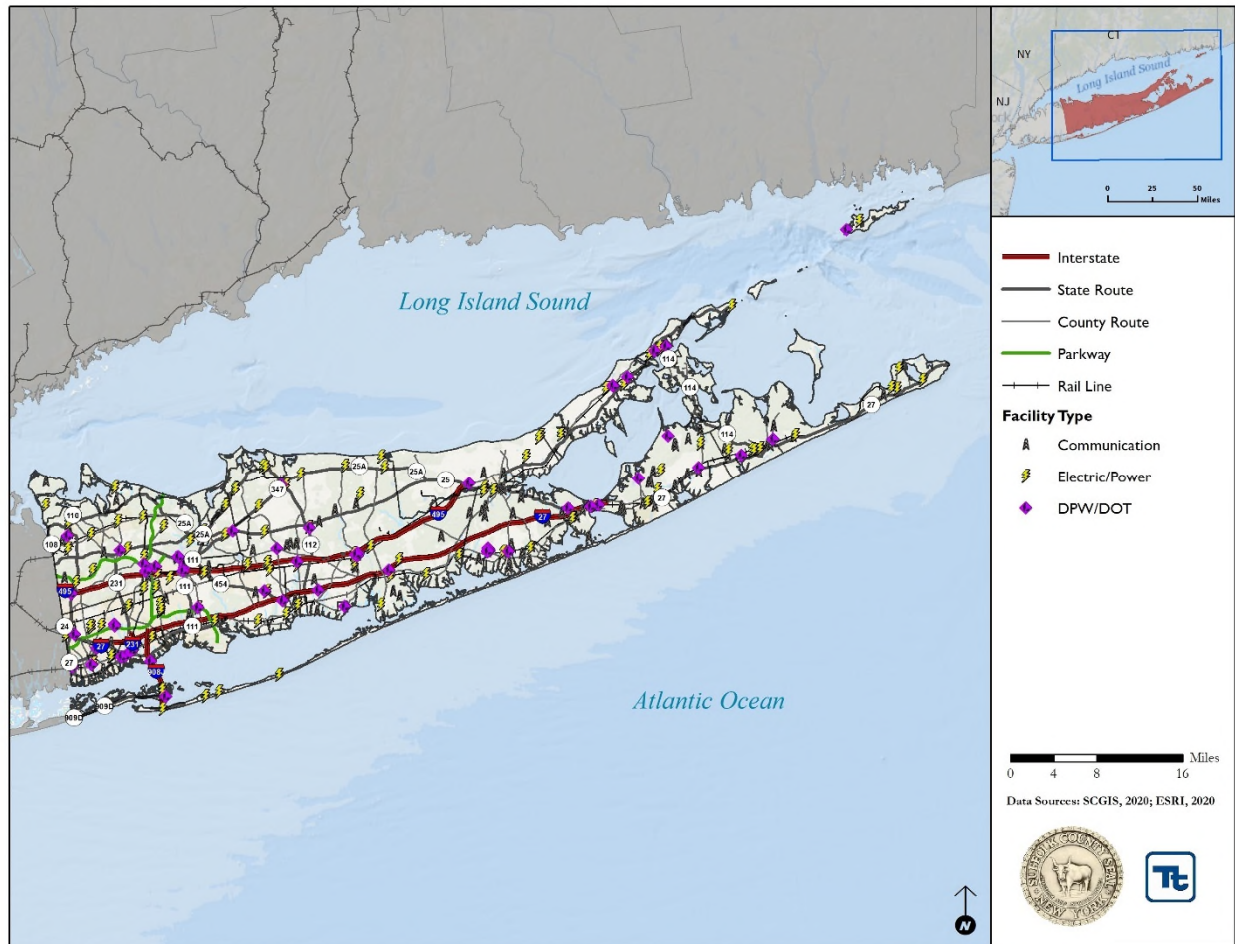 CT
NY
Long Island Sound
NJ
0 25 50
Miles
Long Island Sound
114
114
27
114
25A
25A
25
347
27
110
25A
495
27
25A
108
112
111
231
111
454
495
24
111
27
231
27
908
909D
909D
Atlantic Ocean
Interstate
State Route
County Route
Parkway
Rail Line
Facility Type
Communication
Electric/Power
DPW/DOT
Miles
0 4 8 16
Data Sources: SCGIS, 2020; ESRI, 2020
SUFFOLK COUNTY SEAL
NEW YORK
Tt
N